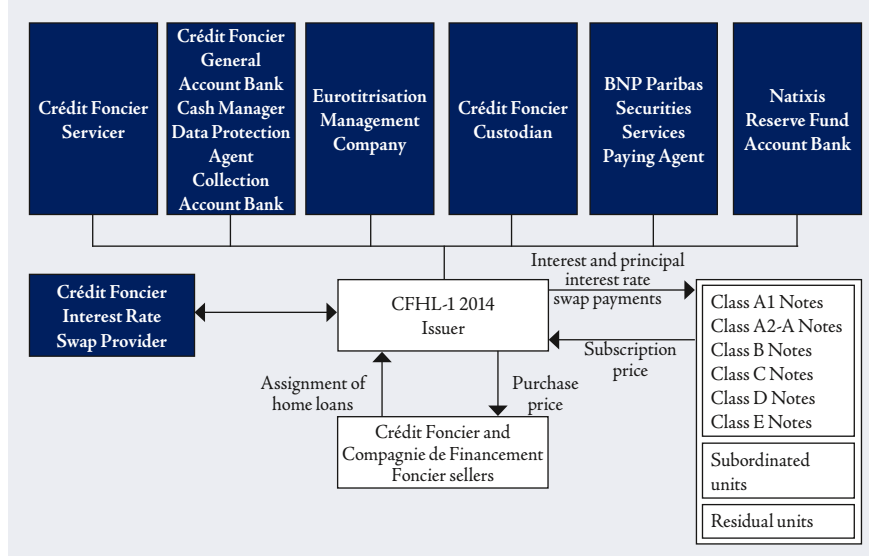 Crédit Foncier
Servicer
Crédit Foncier
General
Account Bank
Cash Manager
Data Protection
Agent
Collection
Account Bank
Eurotitrisation
Management
Company
Crédit Foncier
Custodian
BNP Paribas
Securities
Services
Paying Agent
Natixis
Reserve Fund
Account Bank
Crédit Foncier
Interest Rate
Swap Provider
CFHL-1 2014
Issuer
Interest and principal
interest rate
swap payments
Subscription
price
Class A1 Notes
Class A2-A Notes
Class B Notes
Class C Notes
Class D Notes
Class E Notes
Subordinated
units
Residual units
Assignment of
home loans
Purchase
price
Crédit Foncier and
Compagnie de Financement
Foncier sellers